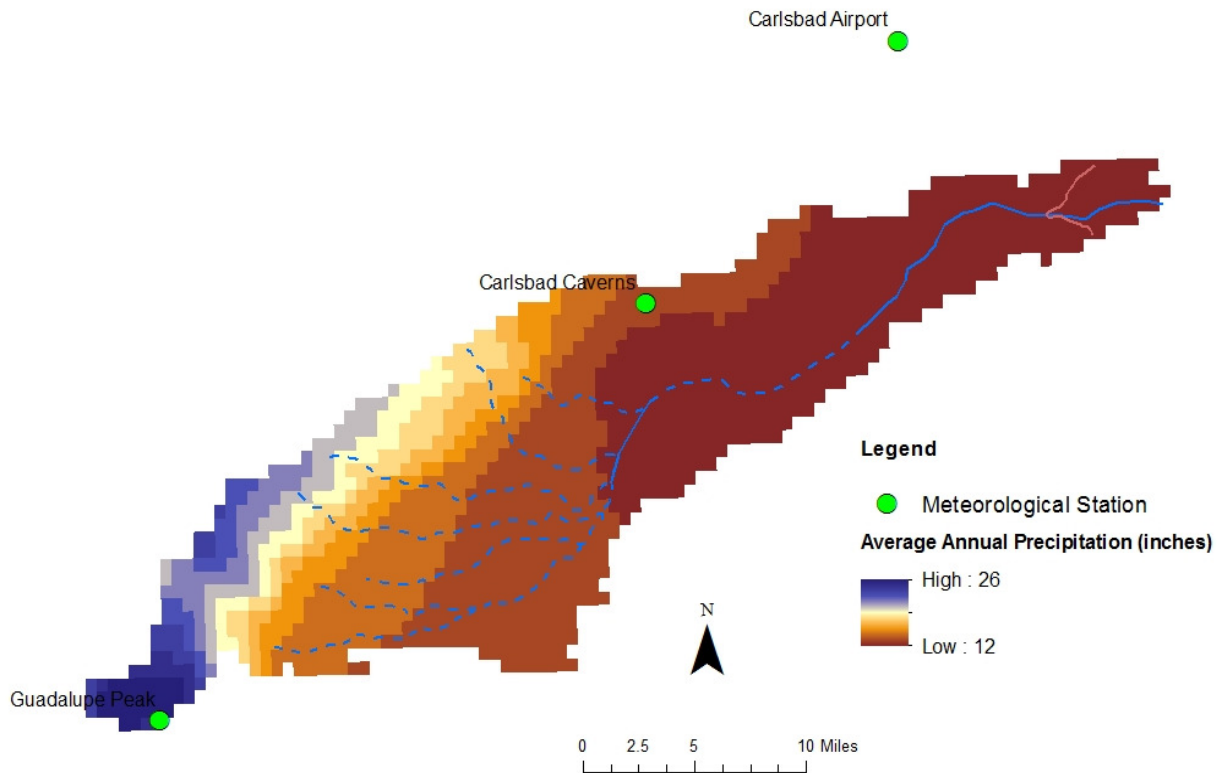 Carlsbad Airport
Carlsbad Caverns
Guadalupe Peak
Legend
Meteorological Station
Average Annual Precipitation (inches)
High : 26
Low : 12
N
0 2.5 5 10 Miles